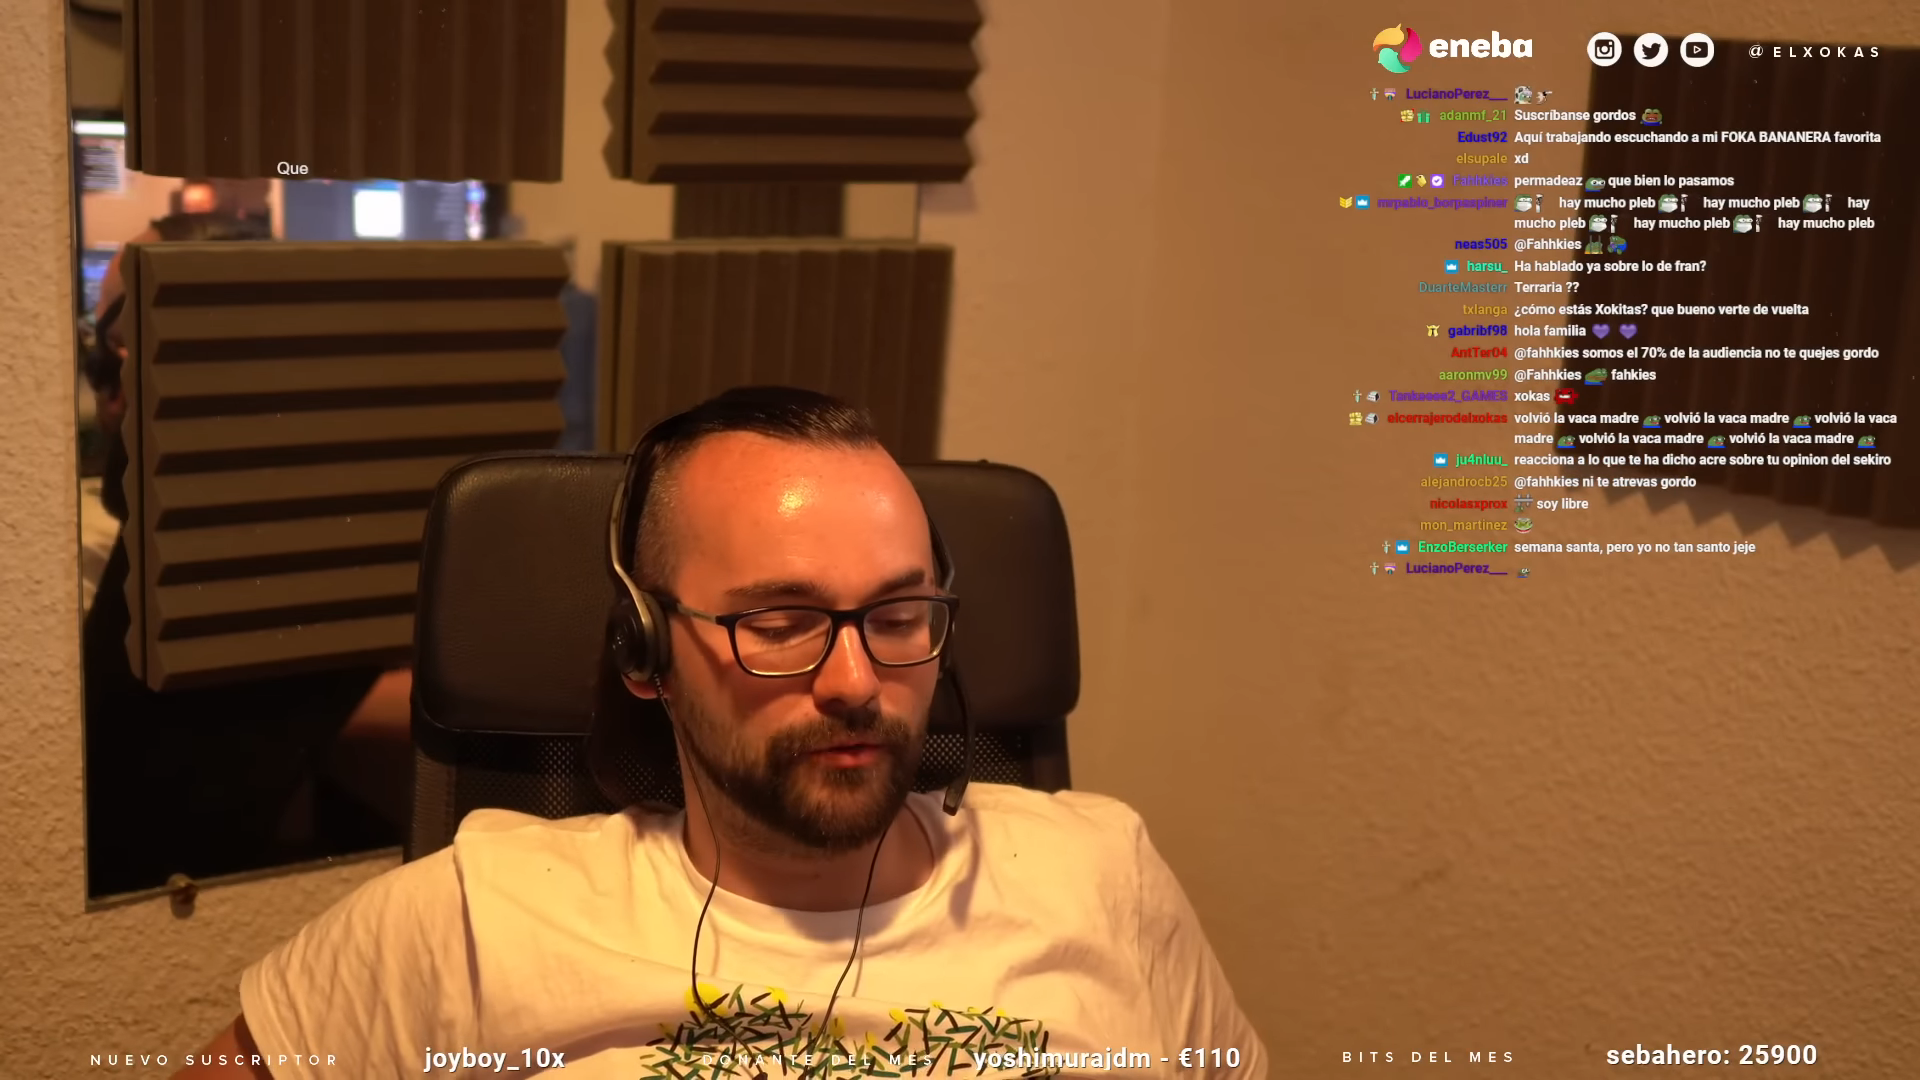 eneba
@ELXOKAS
LucianoPerez__
adanmf_21 Suscríbanse gordos
Edust92 Aquí trabajando escuchando a mi FOKA BANANERA favorita
elsupale xd
Que
Fahhkies permadeaz que bien lo pasamos
mrpablo_borpaspiner hay mucho pleb hay mucho pleb hay
mucho pleb hay mucho pleb hay mucho pleb
neas505 @Fahhkies
harsu_ Ha hablado ya sobre lo de fran?
DuarteMasterr Terraria ??
txlanga ¿cómo estás Xokitas? que bueno verte de vuelta
gabribf98 hola familia
AntTer04 @fahhkies somos el 70% de la audiencia no te quejes gordo
aaronmv99 @Fahhkies fahkies
Tankeeee2_GAMES xokas
elcerrajerodelxokas volvió la vaca madre volvió la vaca madre volvió la vaca
madre volvió la vaca madre volvió la vaca madre
ju4nluu_ reacciona a lo que te ha dicho acre sobre tu opinion del sekiro
alejandrocb25 @fahhkies ni te atrevas gordo
nicolasxprox soy libre
mon_martinez
EnzoBerserker semana santa, pero yo no tan santo jeje
LucianoPerez__
NUEVO SUSCRIPTOR joyboy_10x DONANTE DEL MES yoshimurajdm - €110 BITS DEL MES sebahero: 25900